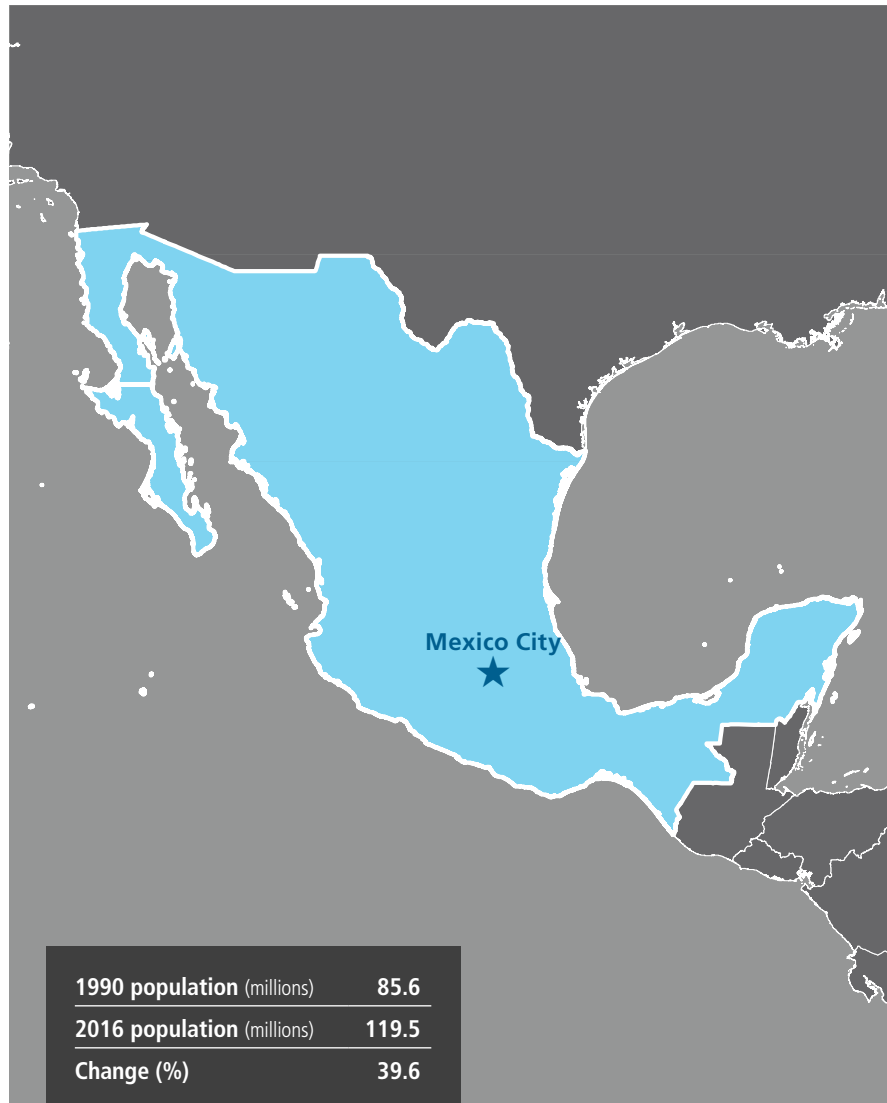 Mexico City
1990 population (millions) 85.6
2016 population (millions) 119.5
Change (%) 39.6